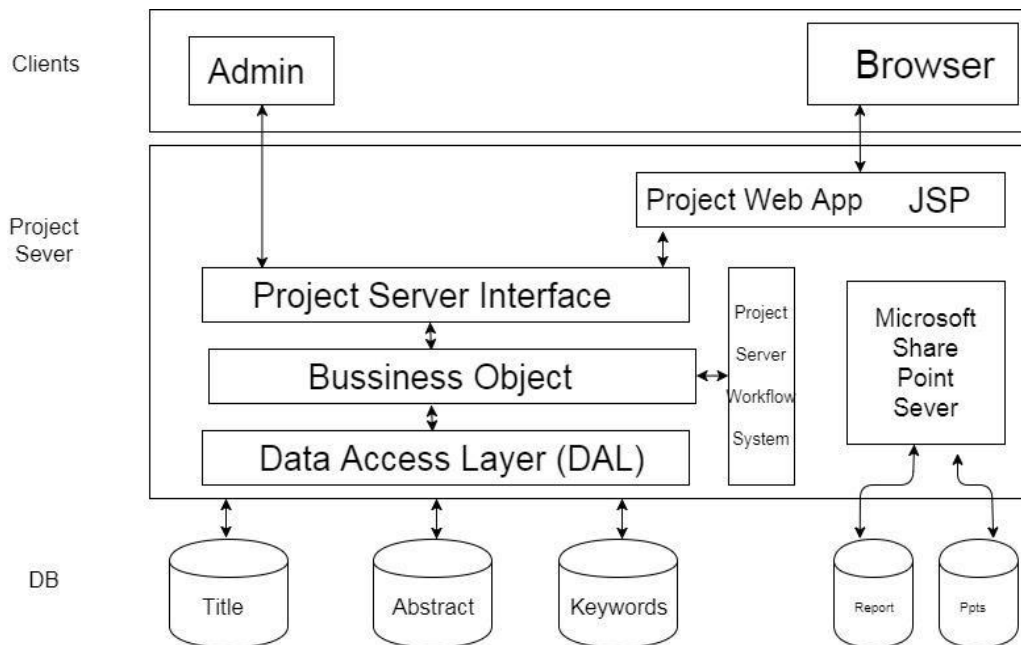 Clients
Admin
Browser
Project
Sever
Project Web App JSP
Project Server Interface
Bussiness Object
Data Access Layer (DAL)
Project
Server
Workflow
System
Microsoft
Share
Point
Sever
DB
Title
Abstract
Keywords
Report
Ppts